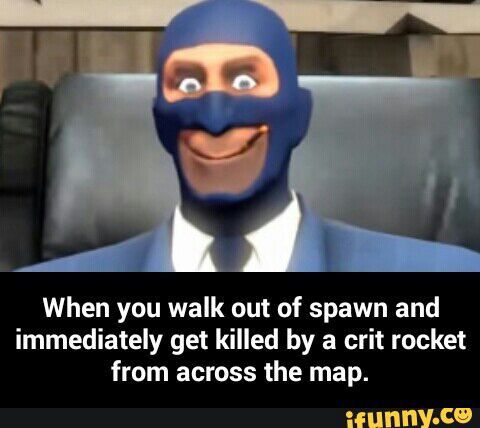 When you walk out of spawn and
immediately get killed by a crit rocket
from across the map.
ifunny.co